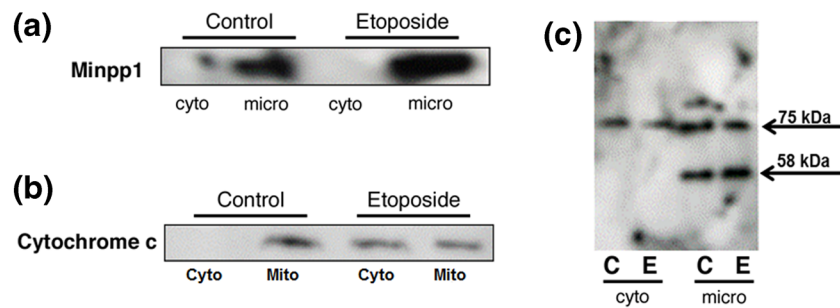 (a)
Control Etoposide
Minpp1
cyto micro cyto micro
(b)
Control Etoposide
Cytochrome c
Cyto Mito Cyto Mito
(c)
75 kDa
58 kDa
C E C E
cyto micro